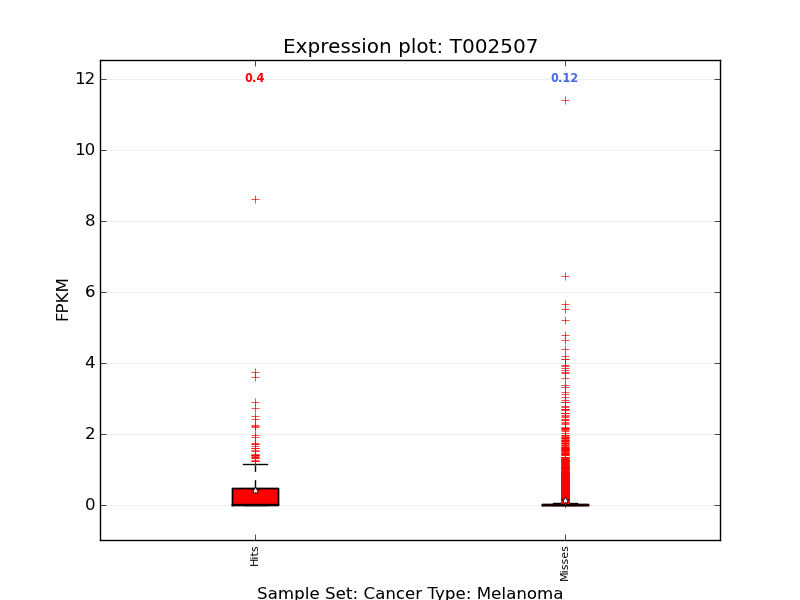 Expression plot: T002507
12
0.4
0.12
10
8
6
FPKM
4
2
0
Hits
Misses
Sample Set: Cancer Type: Melanoma